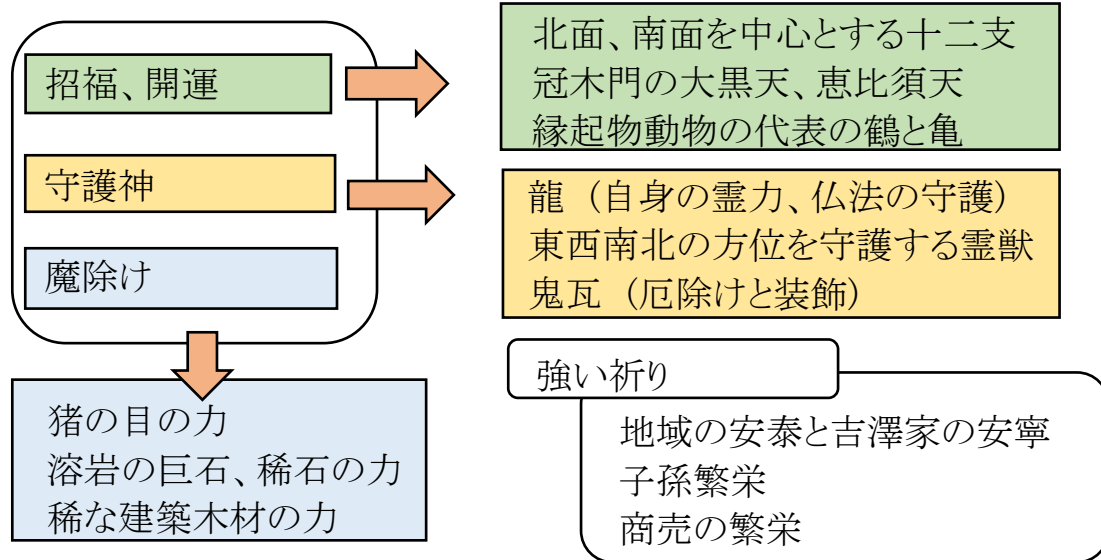 招福、開運
北面、南面を中心とする十二支
冠木門の大黒天、恵比須天
縁起物動物の代表の鶴と亀
守護神
龍（自身の霊力、仏法の守護）
東西南北の方位を守護する霊獣
鬼瓦（厄除けと装飾）
魔除け
猪の目の力
溶岩の巨石、稀石の力
稀な建築木材の力
強い祈り
地域の安泰と吉澤家の安寧
子孫繁栄
商売の繁栄